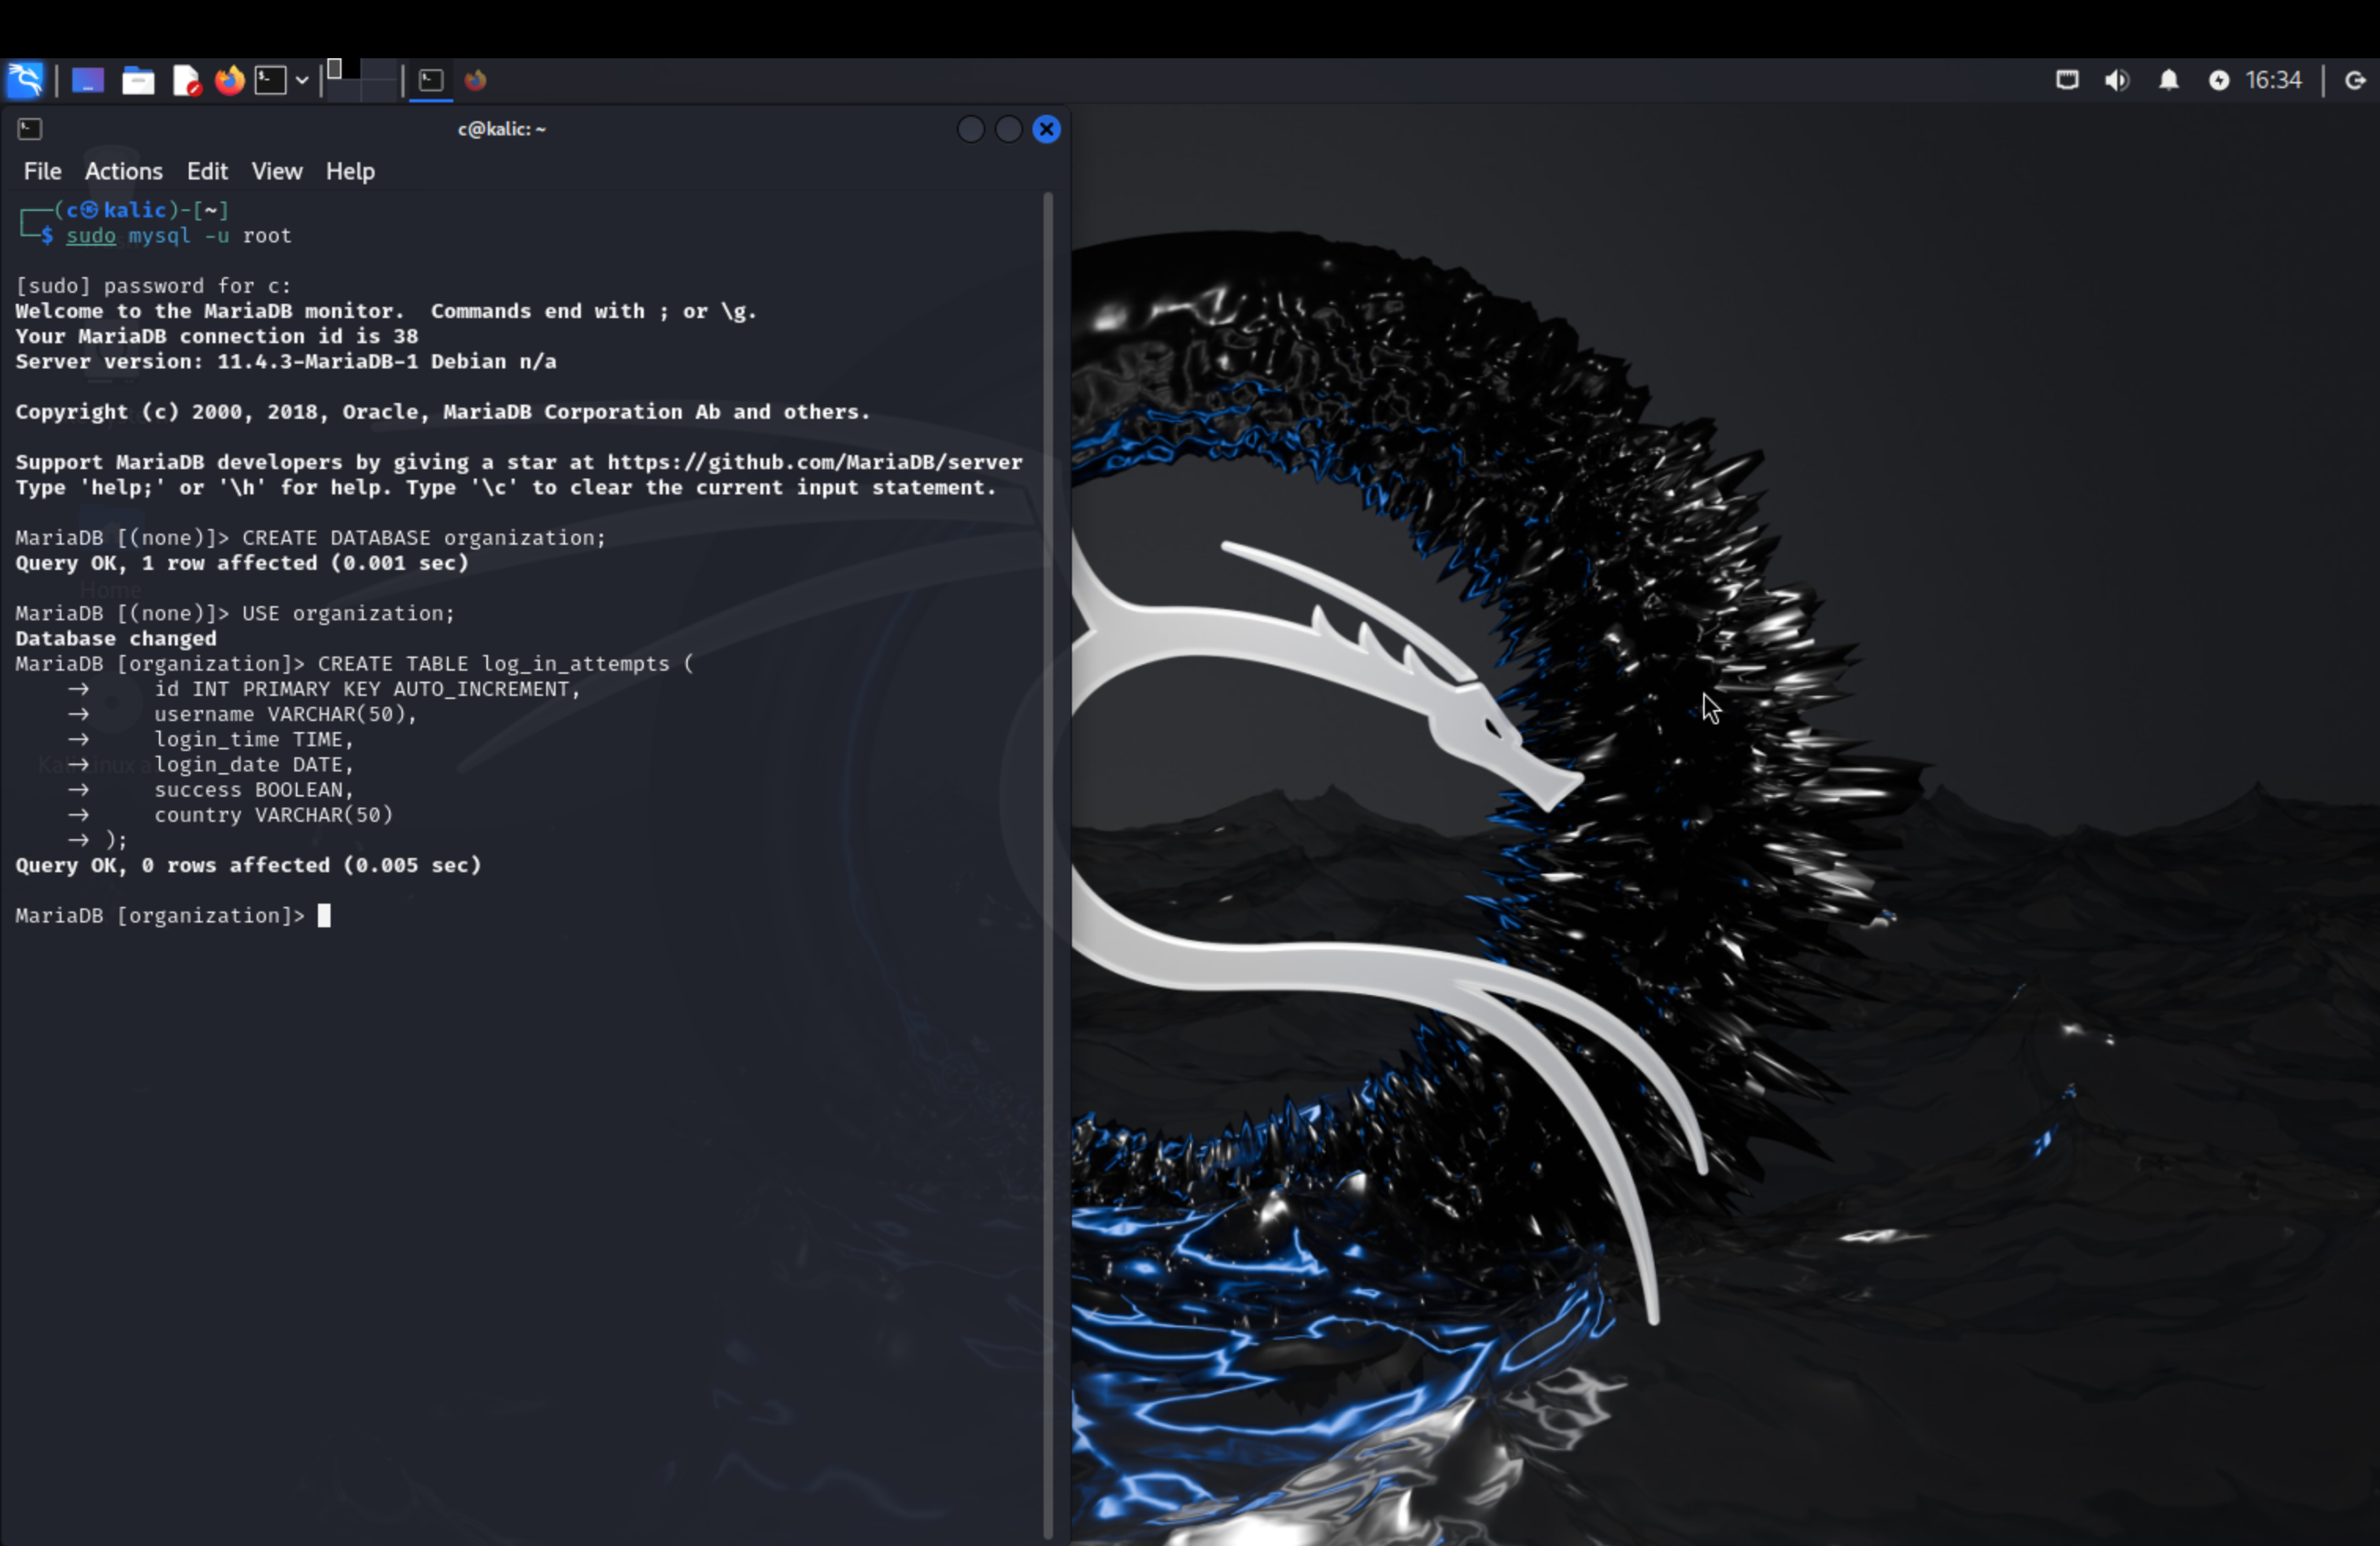 16:34
c@kalic: ~
File Actions Edit View Help
┌──(c㉿kalic)-[~]
└─$ sudo mysql -u root
[sudo] password for c:
Welcome to the MariaDB monitor.  Commands end with ; or \g.
Your MariaDB connection id is 38
Server version: 11.4.3-MariaDB-1 Debian n/a
Copyright (c) 2000, 2018, Oracle, MariaDB Corporation Ab and others.
Support MariaDB developers by giving a star at https://github.com/MariaDB/server
Type 'help;' or '\h' for help. Type '\c' to clear the current input statement.
MariaDB [(none)]> CREATE DATABASE organization;
Query OK, 1 row affected (0.001 sec)
Home
MariaDB [(none)]> USE organization;
Database changed
MariaDB [organization]> CREATE TABLE log_in_attempts (
→ id INT PRIMARY KEY AUTO_INCREMENT,
→ username VARCHAR(50),
→ login_time TIME,
→ login_date DATE,
→ success BOOLEAN,
→ country VARCHAR(50)
→ );
Query OK, 0 rows affected (0.005 sec)
MariaDB [organization]>